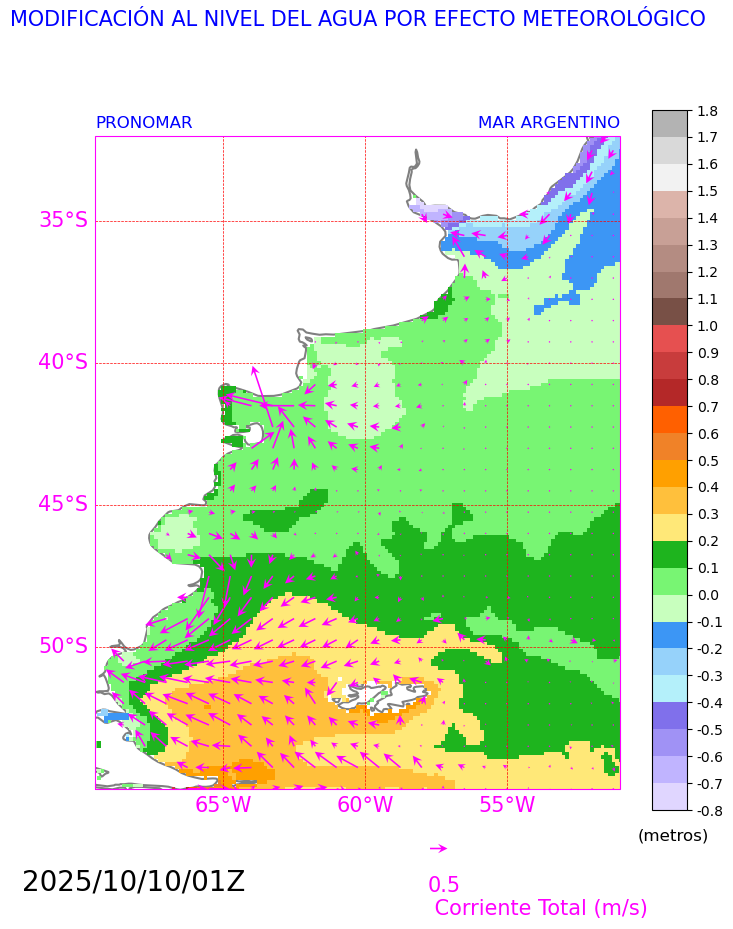 MODIFICACIÓN AL NIVEL DEL AGUA POR EFECTO METEOROLÓGICO
PRONOMAR
MAR ARGENTINO
35°S
40°S
45°S
50°S
65°W
60°W
55°W
1.8
1.7
1.6
1.5
1.4
1.3
1.2
1.1
1.0
0.9
0.8
0.7
0.6
0.5
0.4
0.3
0.2
0.1
0.0
-0.1
-0.2
-0.3
-0.4
-0.5
-0.6
-0.7
-0.8
(metros)
2025/10/10/01Z
0.5
Corriente Total (m/s)